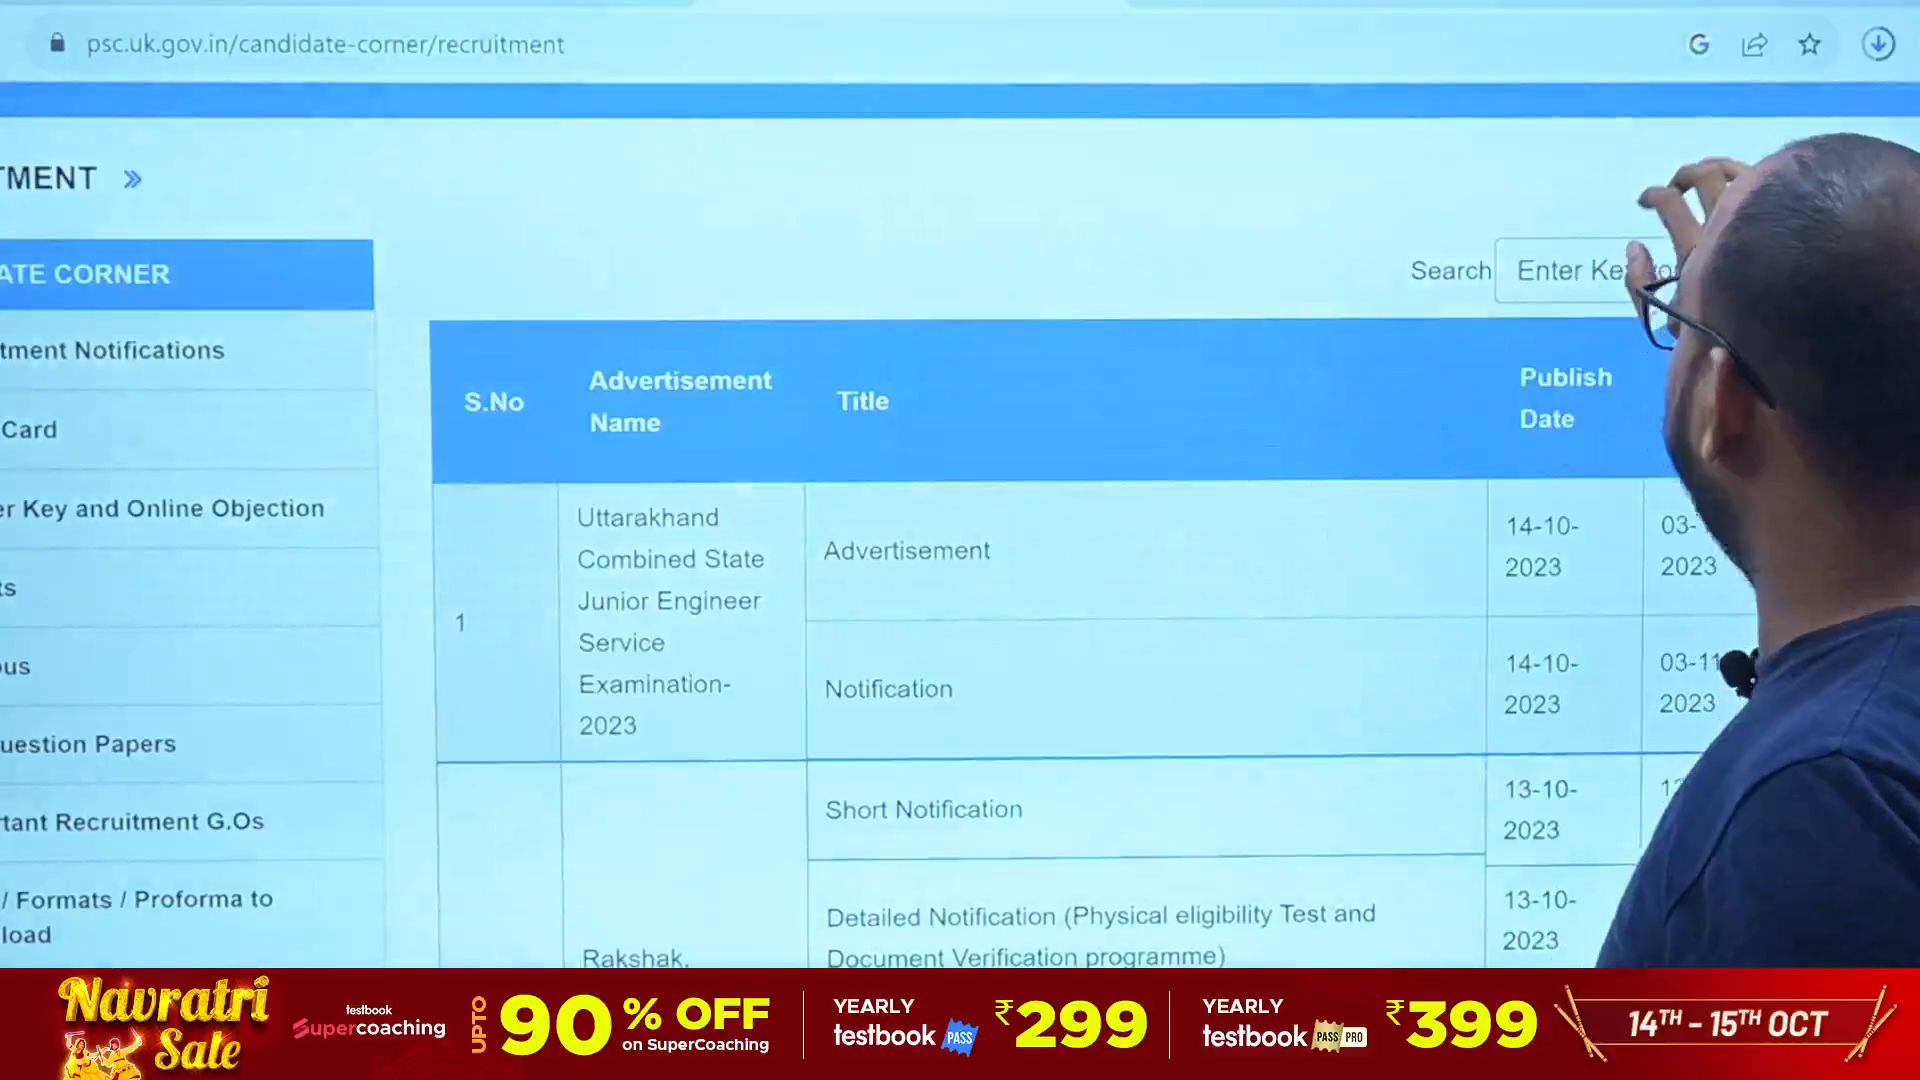 psc.uk.gov.in/candidate-corner/recruitment
TMENT »
ATE CORNER
tment Notifications
Card
er Key and Online Objection
ts
ous
uestion Papers
tant Recruitment G.Os
/ Formats / Proforma to
load
Search Enter Ke
S.No
Advertisement
Name
Title
Publish
Date
1
Uttarakhand
Combined State
Junior Engineer
Service
Examination-
2023
Advertisement
14-10-
2023
03-
2023
Notification
14-10-
2023
03-11
2023
Short Notification
13-10-
2023
Rakshak,
Detailed Notification (Physical eligibility Test and
Document Verification programme)
13-10-
2023
Navratri
Sale
testbook
Supercoaching
UPTO
90% OFF
on SuperCoaching
YEARLY
testbook PASS
₹299
YEARLY
testbook PASS PRO
₹399
14TH - 15TH OCT